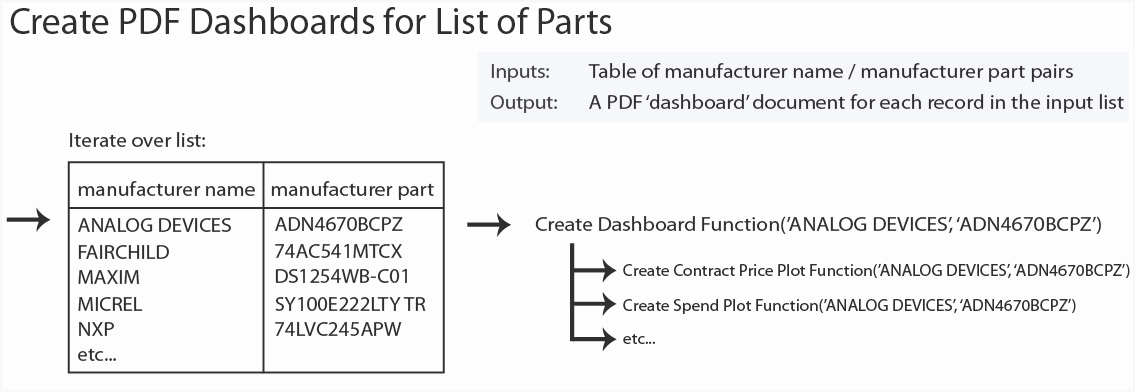 Create PDF Dashboards for List of Parts
Inputs: Table of manufacturer name / manufacturer part pairs
Output: A PDF ‘dashboard’ document for each record in the input list
Iterate over list:
manufacturer name manufacturer part
ANALOG DEVICES ADN4670BCPZ
FAIRCHILD 74AC541MTCX
MAXIM DS1254WB-C01
MICREL SY100E222LTY TR
NXP 74LVC245APW
etc...
Create Dashboard Function(’ANALOG DEVICES’, ‘ADN4670BCPZ’)
Create Contract Price Plot Function(’ANALOG DEVICES’, ‘ADN4670BCPZ’)
Create Spend Plot Function(’ANALOG DEVICES’, ‘ADN4670BCPZ’)
etc...